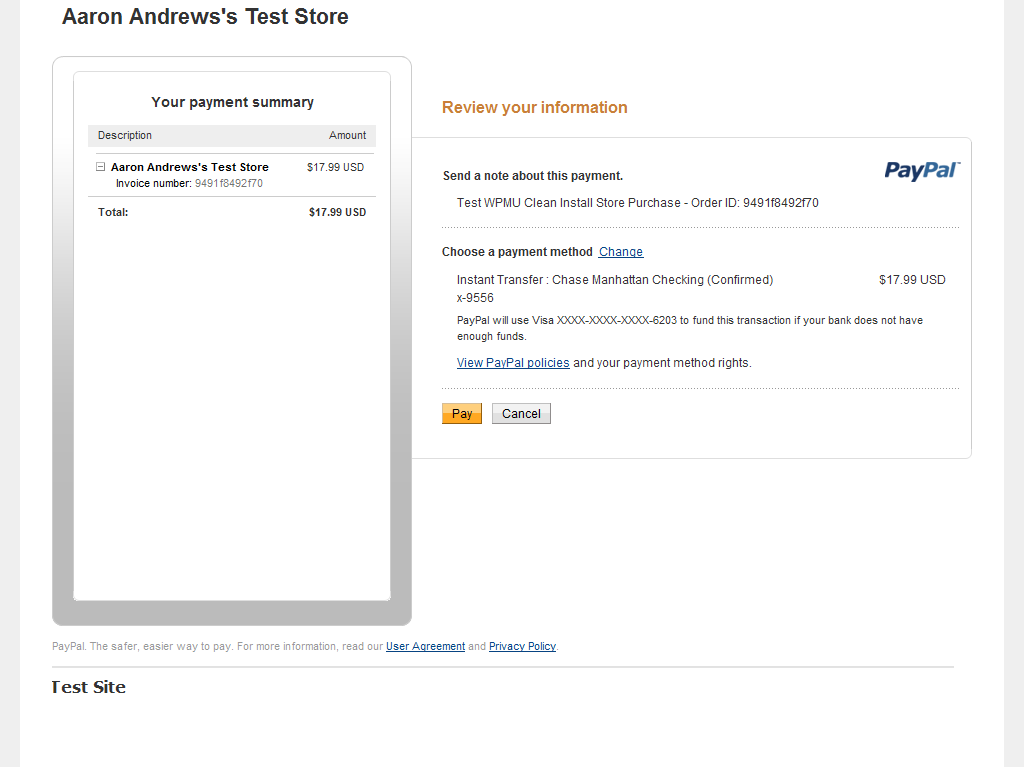 Aaron Andrews's Test Store
Your payment summary
Description Amount
Aaron Andrews's Test Store $17.99 USD
Invoice number: 9491f8492f70
Total: $17.99 USD
Review your information
PayPal™
Send a note about this payment.
Test WPMU Clean Install Store Purchase - Order ID: 9491f8492f70
Choose a payment method Change
Instant Transfer : Chase Manhattan Checking (Confirmed) $17.99 USD
x-9556
PayPal will use Visa XXXX-XXXX-XXXX-6203 to fund this transaction if your bank does not have
enough funds.
View PayPal policies and your payment method rights.
Pay Cancel
PayPal. The safer, easier way to pay. For more information, read our User Agreement and Privacy Policy.
Test Site